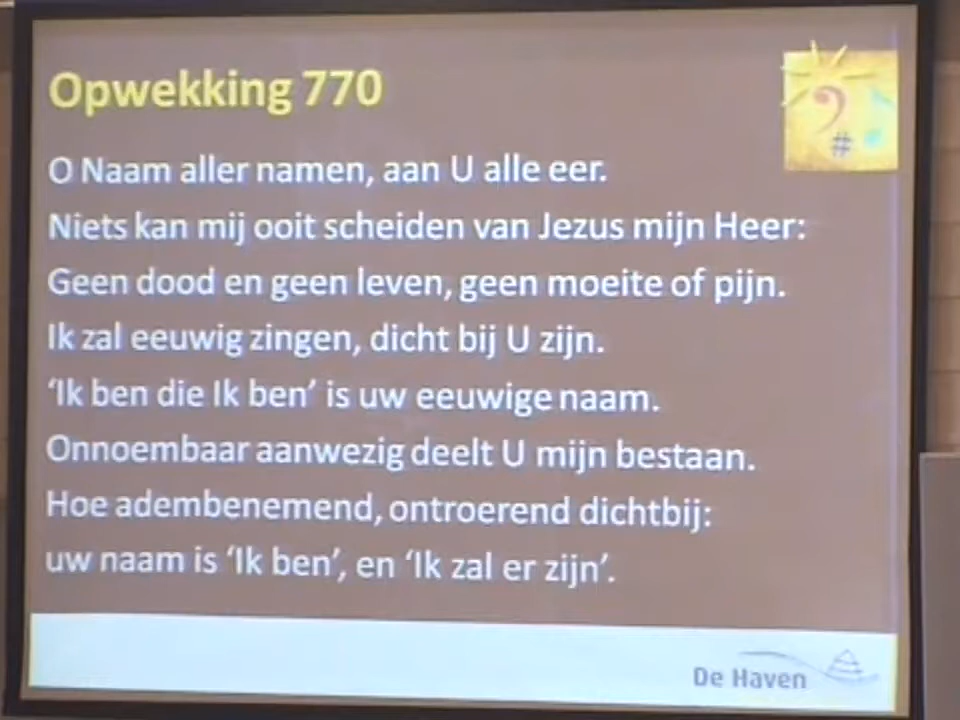 Opwekking 770
O Naam aller namen, aan U alle eer.
Niets kan mij ooit scheiden van Jezus mijn Heer:
Geen dood en geen leven, geen moeite of pijn.
Ik zal eeuwig zingen, dicht bij U zijn.
‘Ik ben die Ik ben’ is uw eeuwige naam.
Onnoembaar aanwezig deelt U mijn bestaan.
Hoe adembenemend, ontroerend dichtbij:
uw naam is ‘Ik ben’, en ‘Ik zal er zijn’.
De Haven